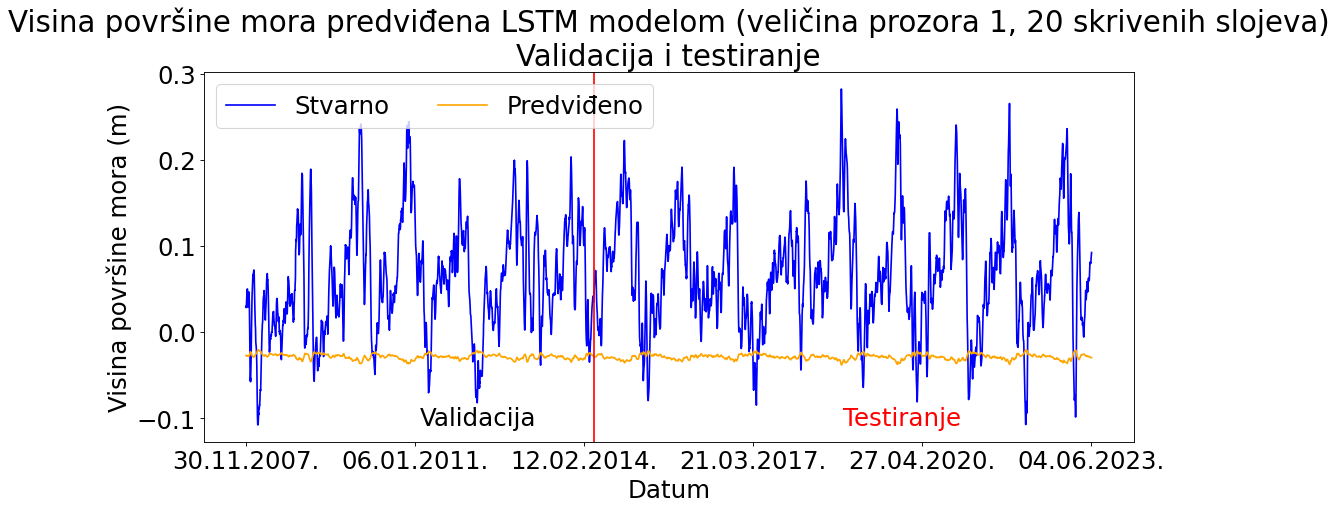 Visina površine mora predviđena LSTM modelom (veličina prozora 1, 20 skrivenih slojeva)
Validacija i testiranje
Stvarno
Predviđeno
Visina površine mora (m)
0.3
0.2
0.1
0.0
−0.1
Validacija
Testiranje
30.11.2007.
06.01.2011.
12.02.2014.
21.03.2017.
27.04.2020.
04.06.2023.
Datum